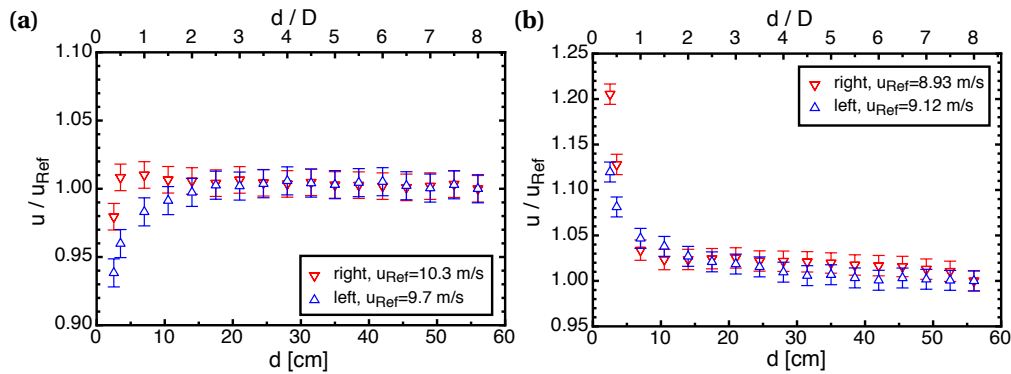 (a)
d / D
0 1 2 3 4 5 6 7 8
1.10
1.05
1.00
0.95
0.90
u / uRef
right, uRef=10.3 m/s
left, uRef=9.7 m/s
0 10 20 30 40 50 60
d [cm]
(b)
d / D
0 1 2 3 4 5 6 7 8
1.25
1.20
1.15
1.10
1.05
1.00
0.95
u / uRef
right, uRef=8.93 m/s
left, uRef=9.12 m/s
0 10 20 30 40 50 60
d [cm]